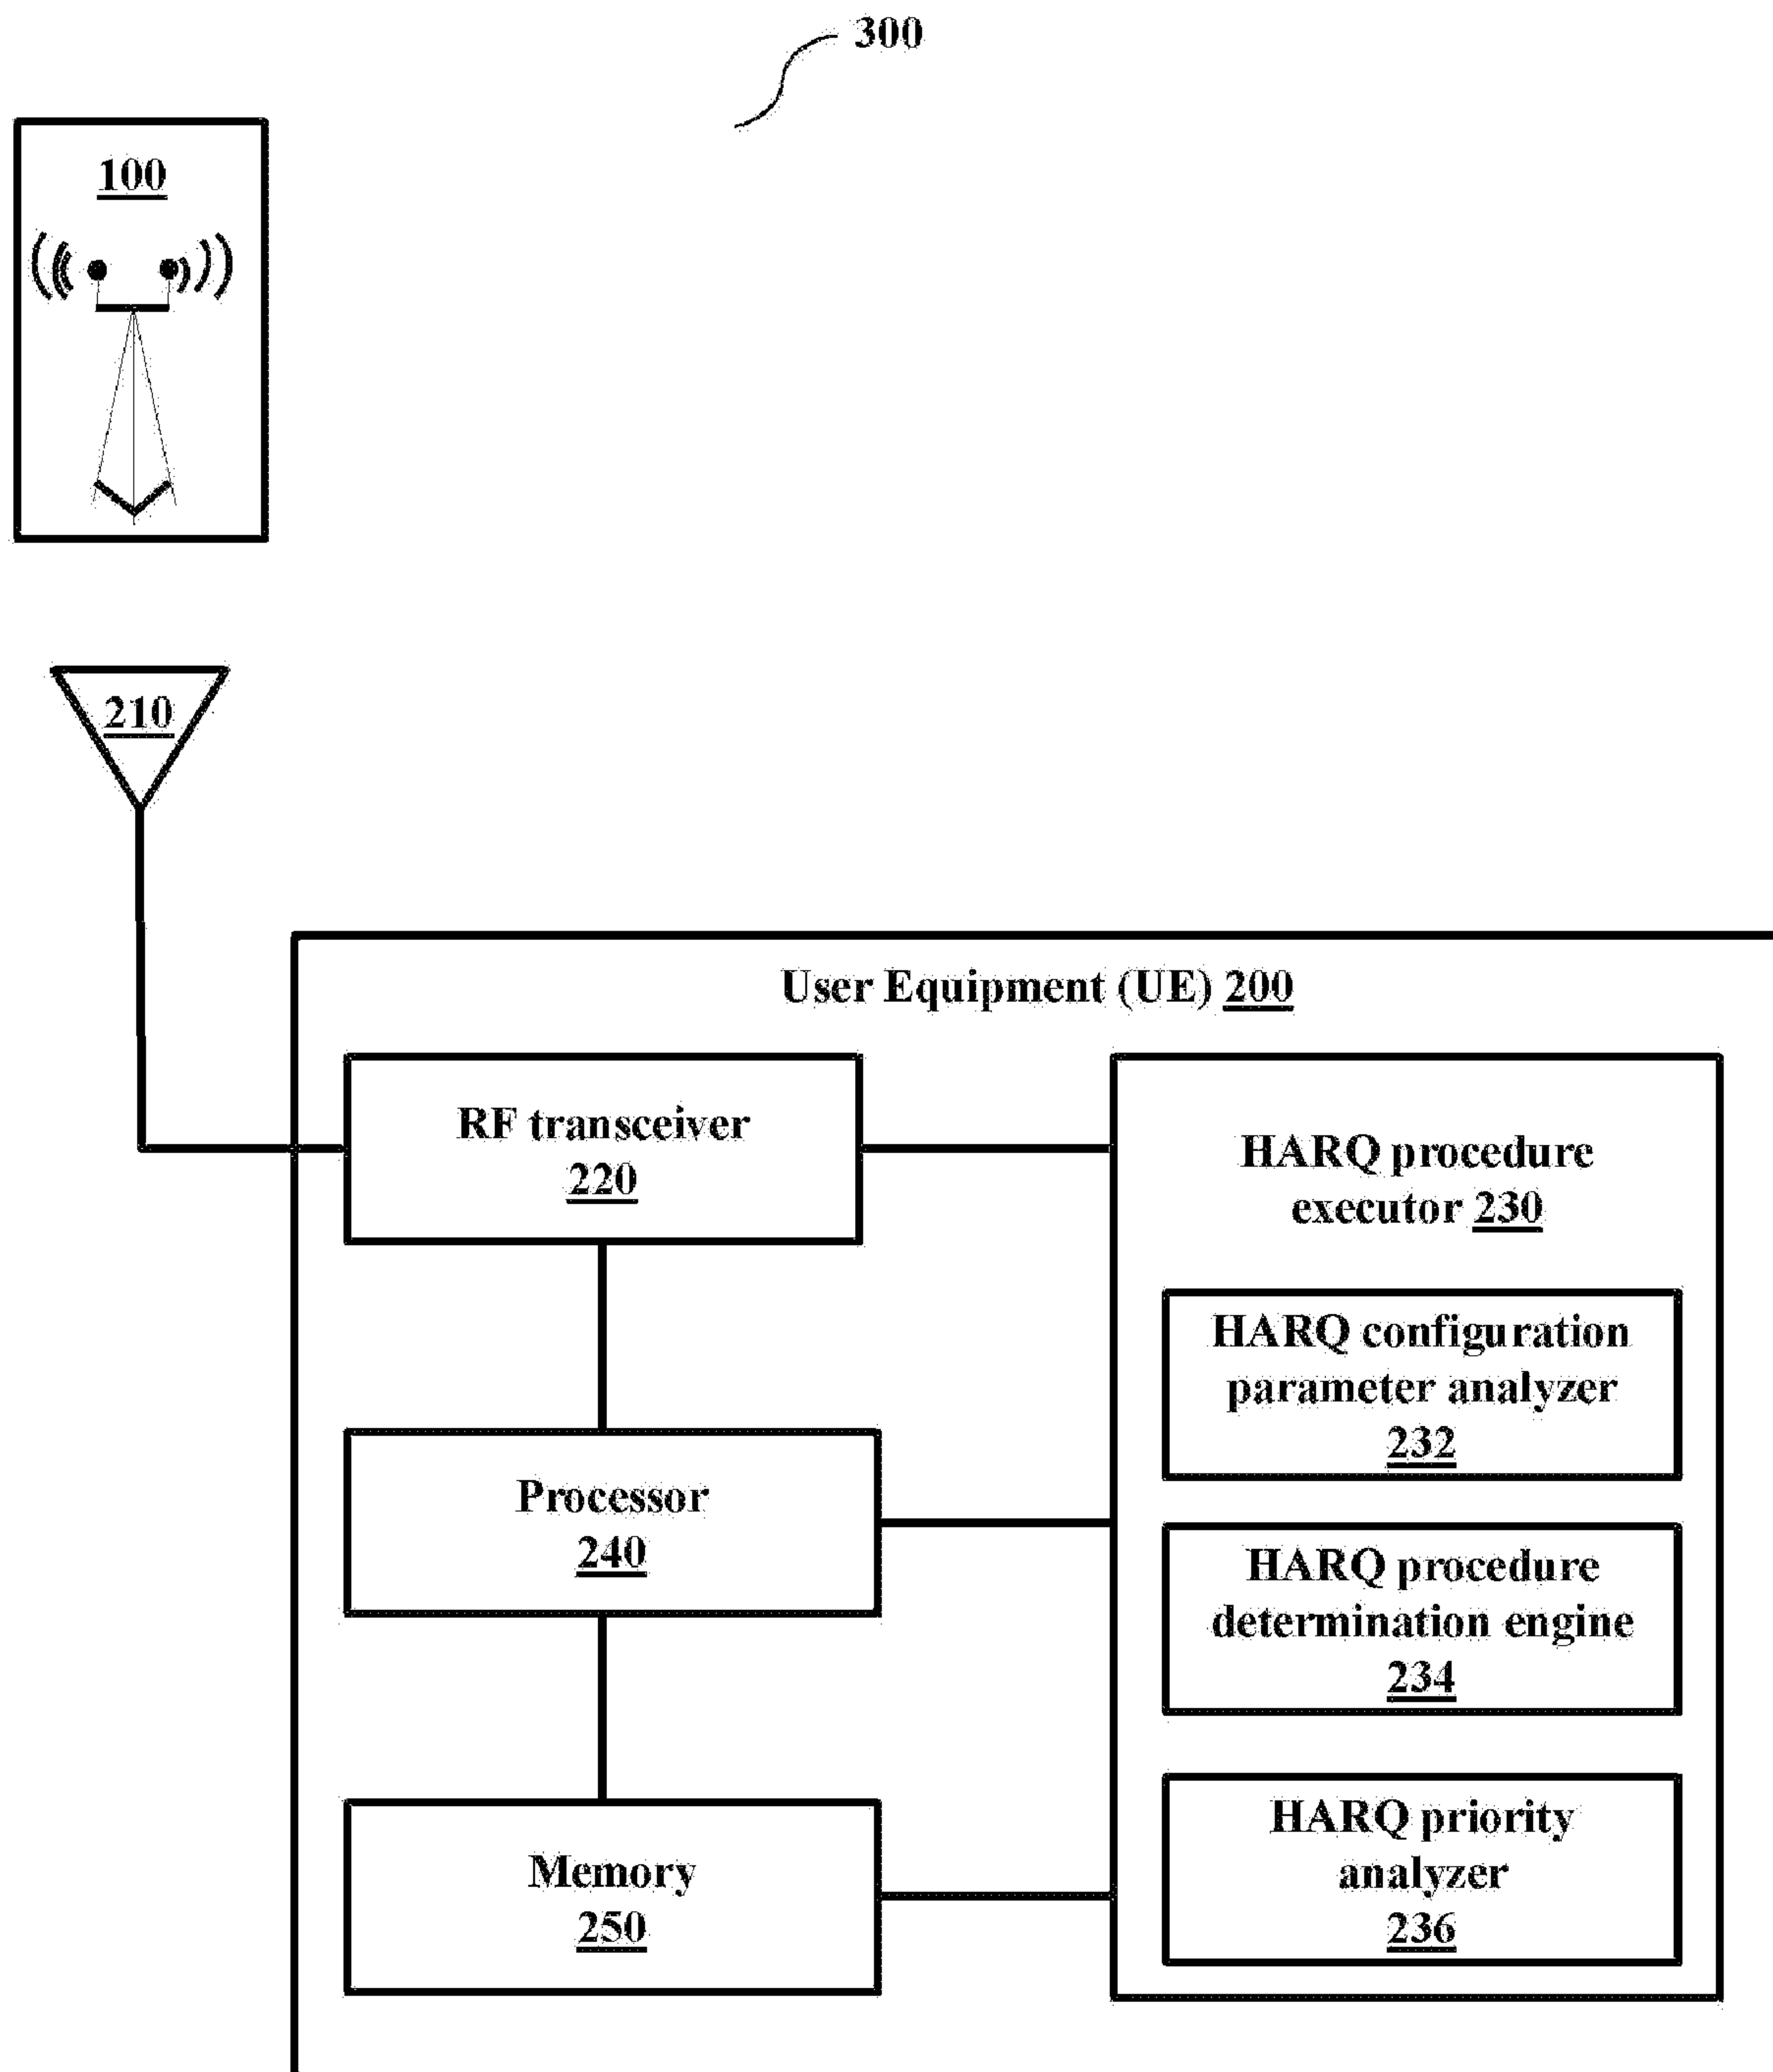 300
100
210
User Equipment (UE) 200
RF transceiver
220
HARQ procedure
executor 230
HARQ configuration
parameter analyzer
232
Processor
240
HARQ procedure
determination engine
234
Memory
250
HARQ priority
analyzer
236